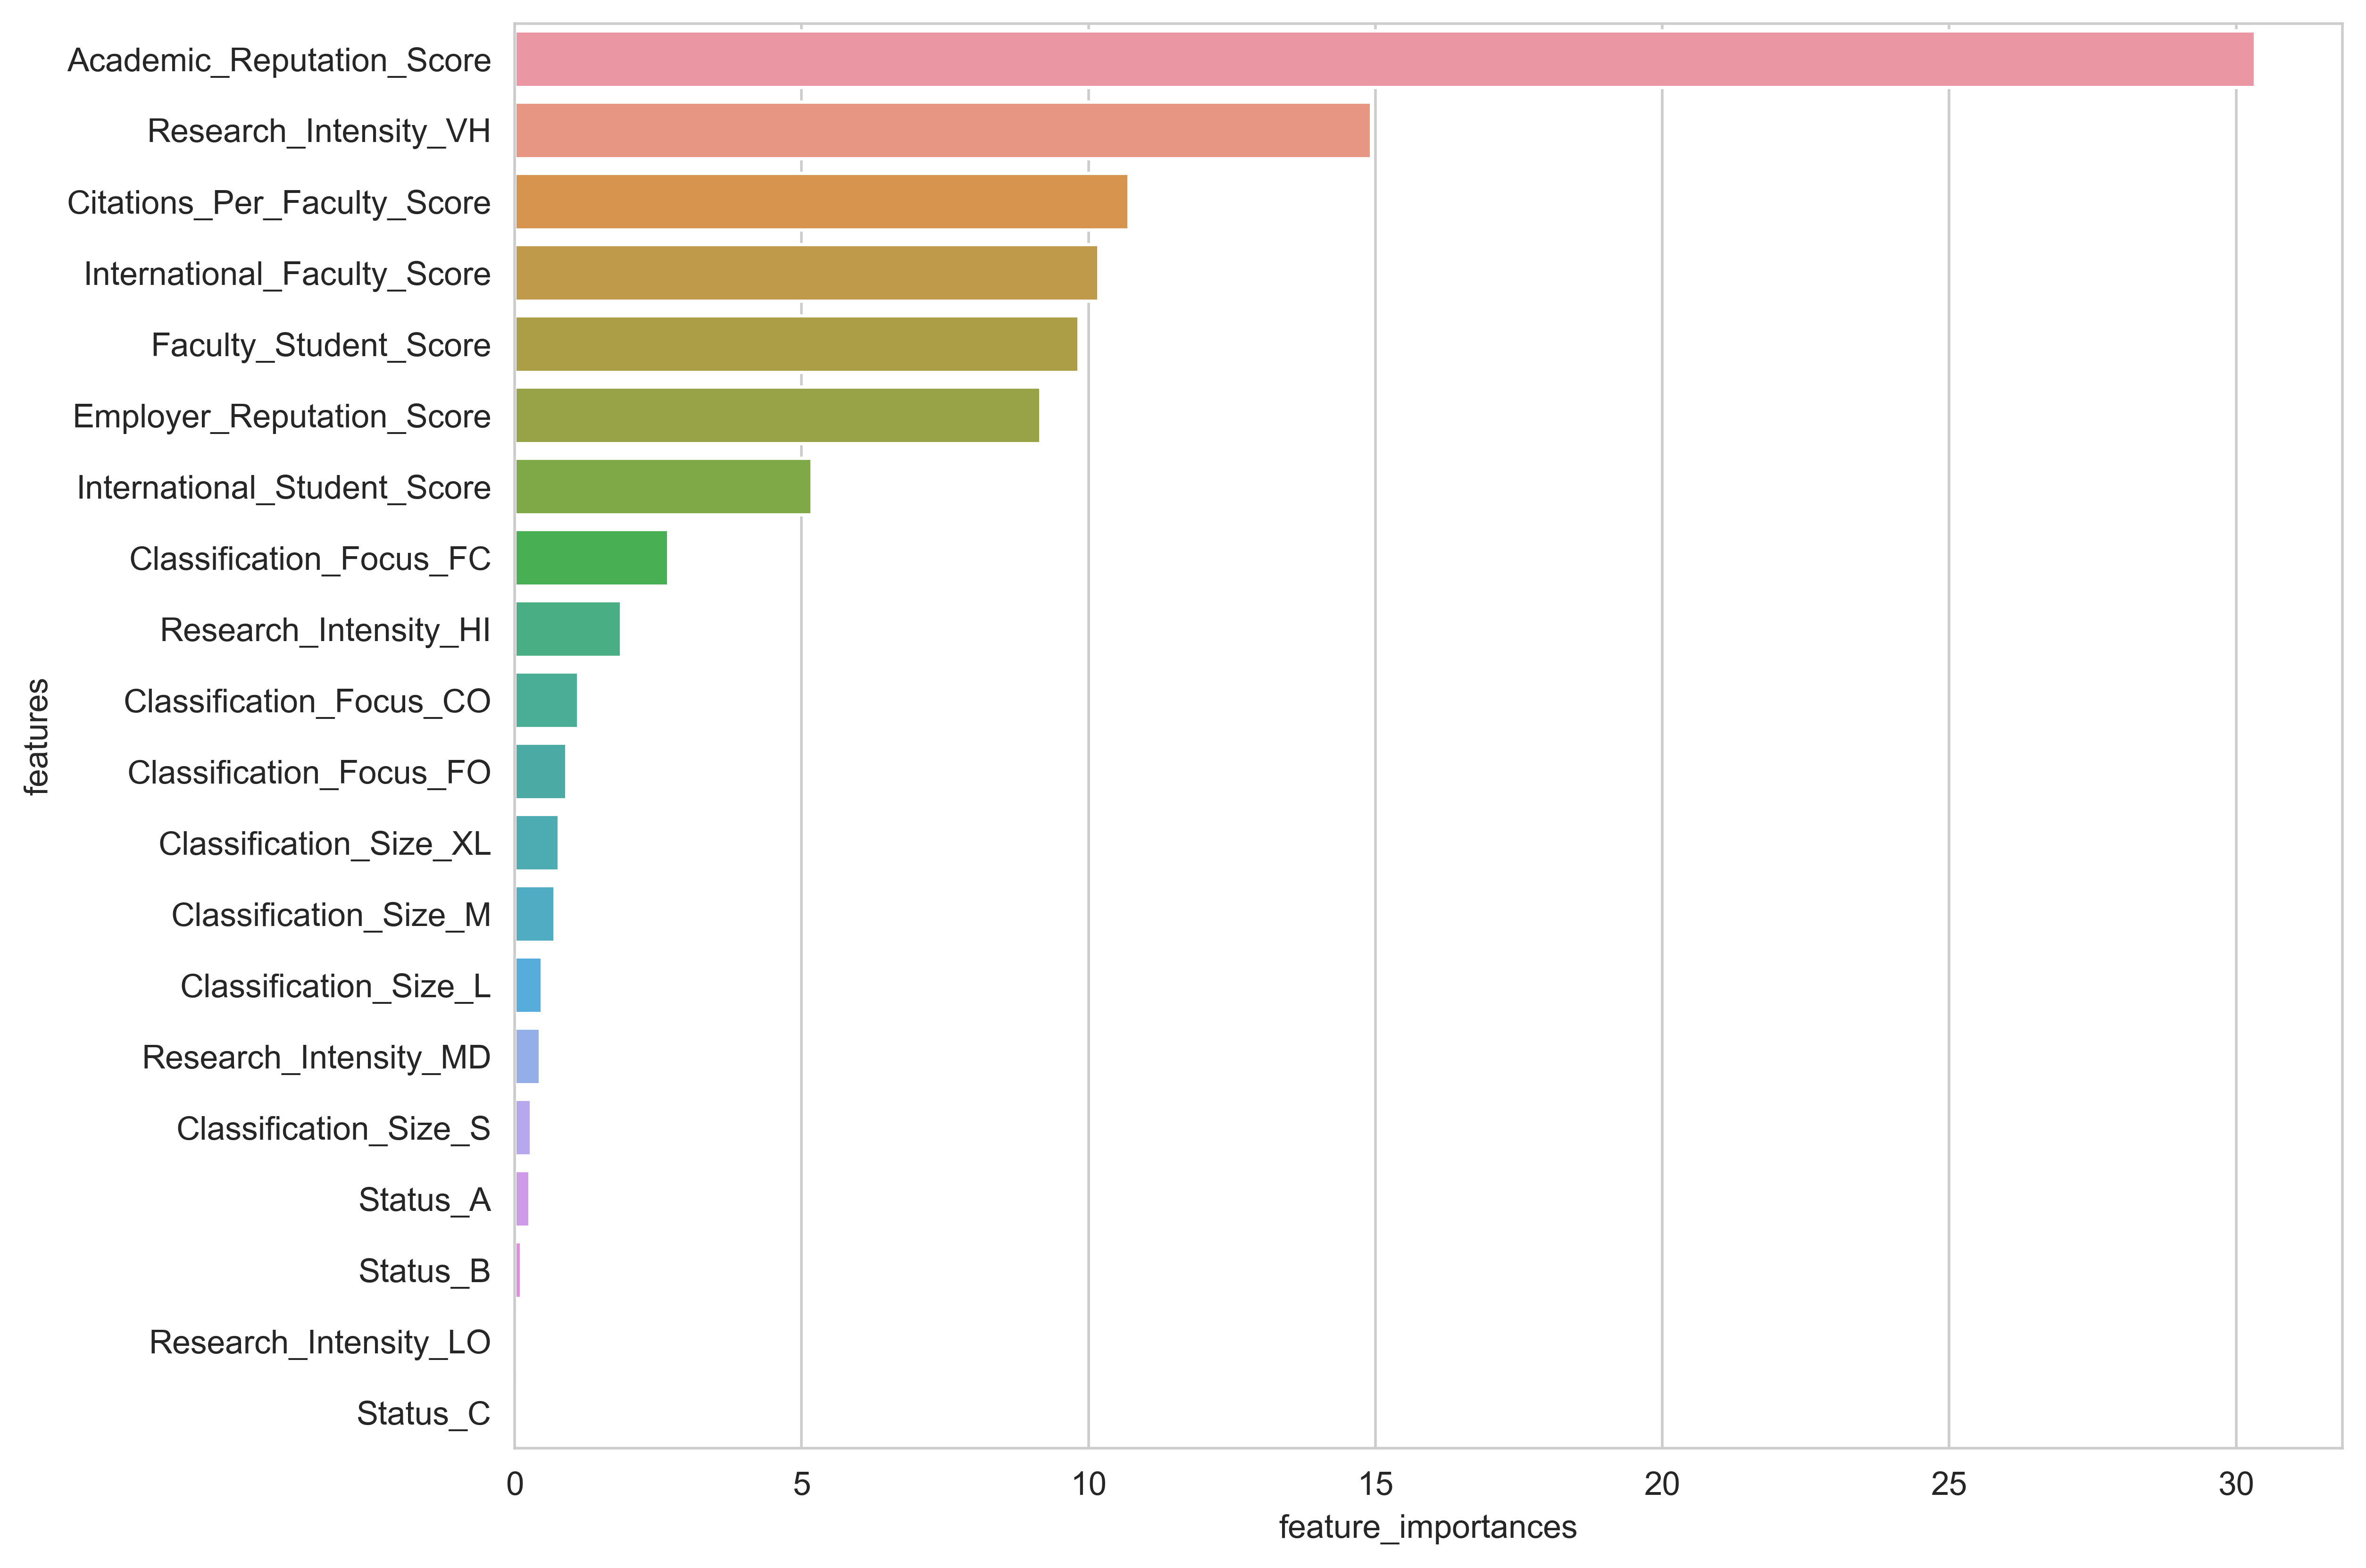 Academic_Reputation_Score
Research_Intensity_VH
Citations_Per_Faculty_Score
International_Faculty_Score
Faculty_Student_Score
Employer_Reputation_Score
International_Student_Score
Classification_Focus_FC
Research_Intensity_HI
Classification_Focus_CO
Classification_Focus_FO
Classification_Size_XL
Classification_Size_M
Classification_Size_L
Research_Intensity_MD
Classification_Size_S
Status_A
Status_B
Research_Intensity_LO
Status_C
features
0 5 10 15 20 25 30
feature_importances